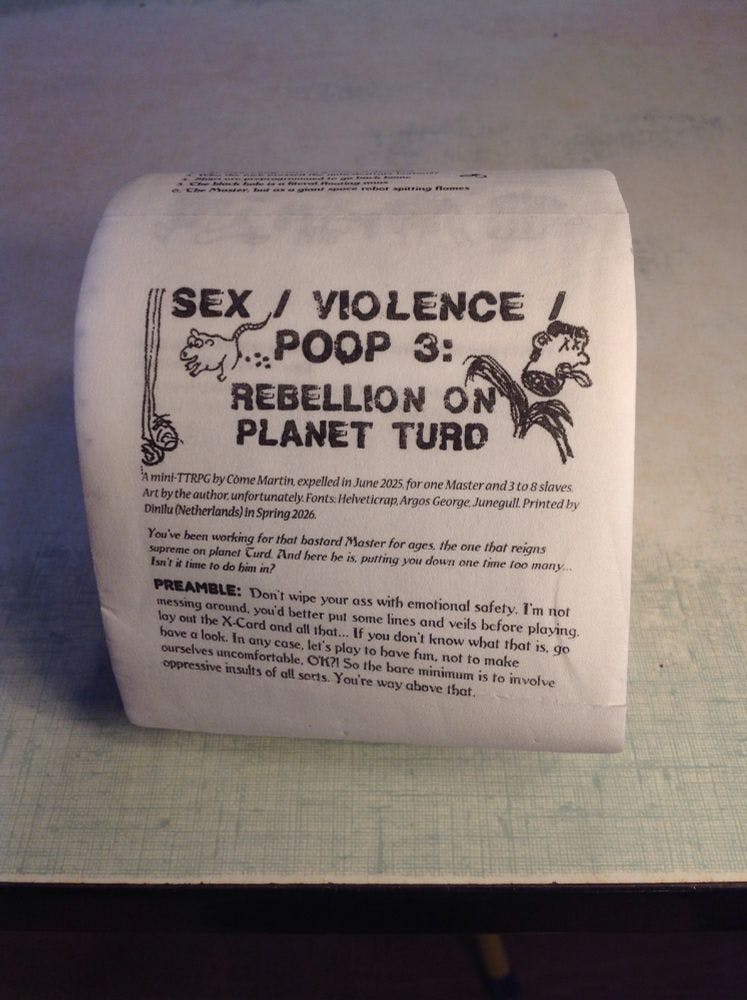 4. Stars are preprogrammed to go back home
5. The black hole is a literal floating anus
6. The Master, but as a giant space robot spitting flames
SEX / VIOLENCE /
POOP 3:
REBELLION ON
PLANET TURD
A mini-TTRPG by Côme Martin, expelled in June 2025, for one Master and 3 to 8 slaves.
Art by the author, unfortunately. Fonts: Helveticrap, Argos George, Junegull. Printed by
Dinilu (Netherlands) in Spring 2026.
You've been working for that bastard Master for ages, the one that reigns
supreme on planet Turd. And here he is, putting you down one time too many...
Isn't it time to do him in?
PREAMBLE: Don't wipe your ass with emotional safety. I'm not
messing around, you'd better put some lines and veils before playing,
lay out the X-Card and all that... If you don't know what that is, go
have a look. In any case, let's play to have fun, not to make
ourselves uncomfortable, OK?! So the bare minimum is to involve
oppressive insults of all sorts. You're way above that.